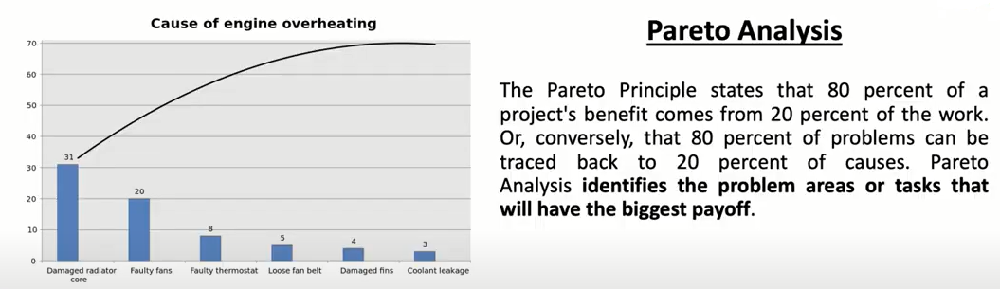 Cause of engine overheating
70
60
50
40
30
20
10
0
31
20
8
5
4
3
Damaged radiator
core
Faulty fans
Faulty thermostat
Loose fan belt
Damaged fins
Coolant leakage
Pareto Analysis
The Pareto Principle states that 80 percent of a
project's benefit comes from 20 percent of the work.
Or, conversely, that 80 percent of problems can be
traced back to 20 percent of causes. Pareto
Analysis identifies the problem areas or tasks that
will have the biggest payoff.